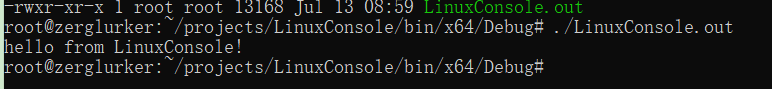 -rwxr-xr-x 1 root root 13168 Jul 13 08:59 LinuxConsole.out
root@zerglurker:~/projects/LinuxConsole/bin/x64/Debug# ./LinuxConsole.out
hello from LinuxConsole!
root@zerglurker:~/projects/LinuxConsole/bin/x64/Debug#